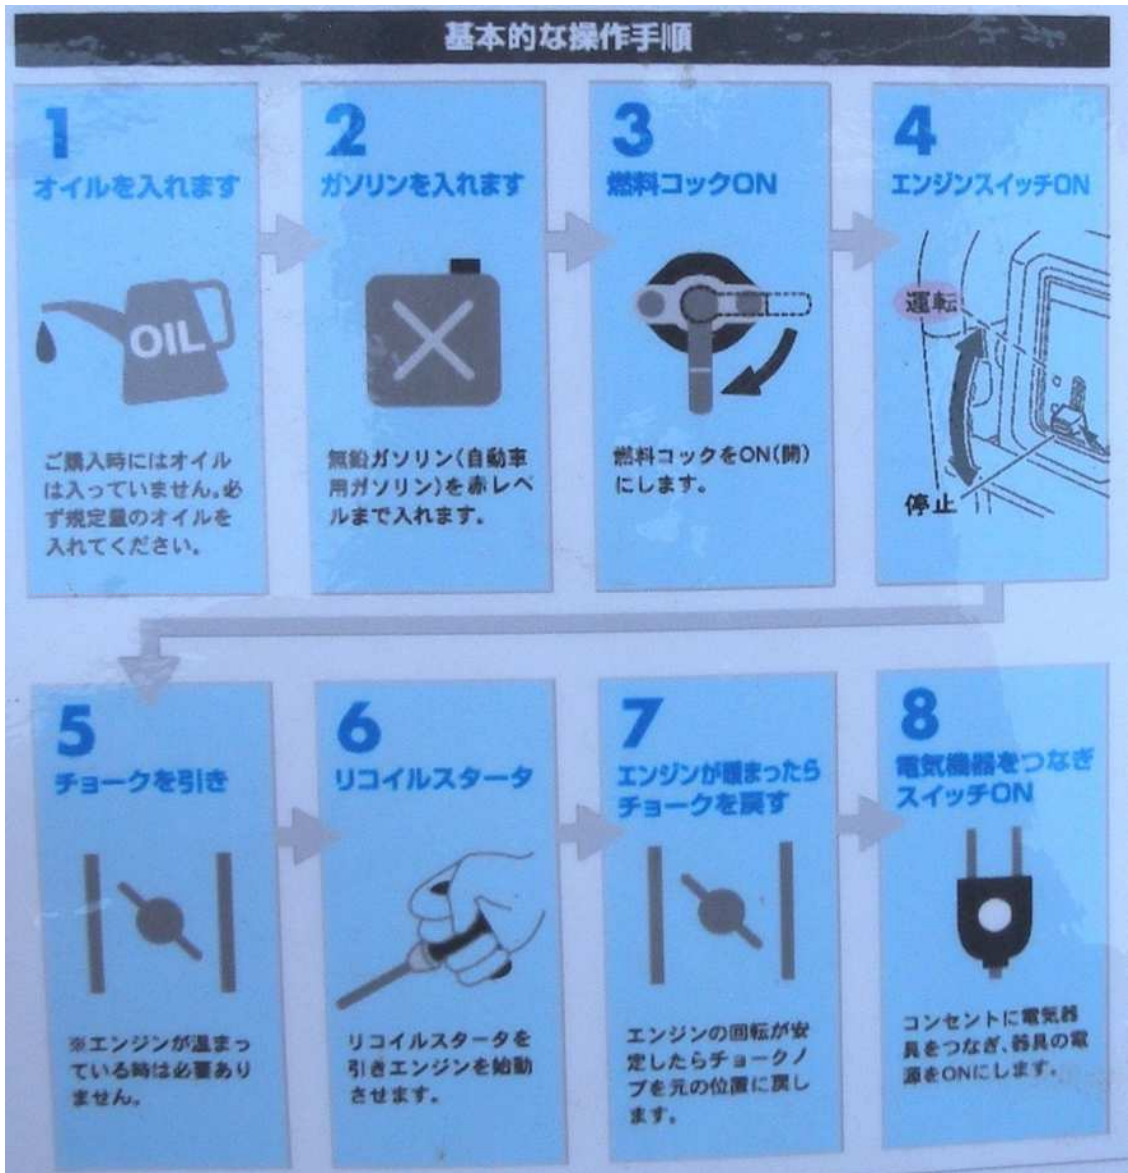 基本的な操作手順
1
オイルを入れます
OIL
ご購入時にはオイル
は入っていません。必
ず規定量のオイルを
入れてください。
2
ガソリンを入れます
無鉛ガソリン(自動車
用ガソリン)を赤レベ
ルまで入れます。
3
燃料コックON
燃料コックをON(開)
にします。
4
エンジンスイッチON
運転
停止
5
チョークを引き
※エンジンが温まっ
ている時は必要あり
ません。
6
リコイルスタータ
リコイルスタータを
引きエンジンを始動
させます。
7
エンジンが暖まったら
チョークを戻す
エンジンの回転が安
定したらチョークノ
ブを元の位置に戻し
ます。
8
電気機器をつなぎ
スイッチON
コンセントに電気器
具をつなぎ、器具の電
源をONにします。